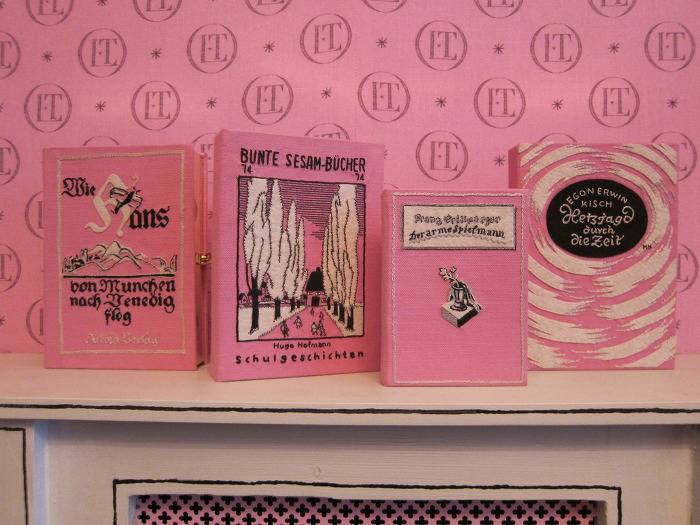 Wie
Hans
von München
nach Venedig
flog
BUNTE SESAM-BÜCHER
74 74
Hugo Hofmann
Schulgeschichten
Franz Grillparzer
Der arme Spielmann
EGON ERWIN
KISCH
Hetzjagd
durch
die Zeit